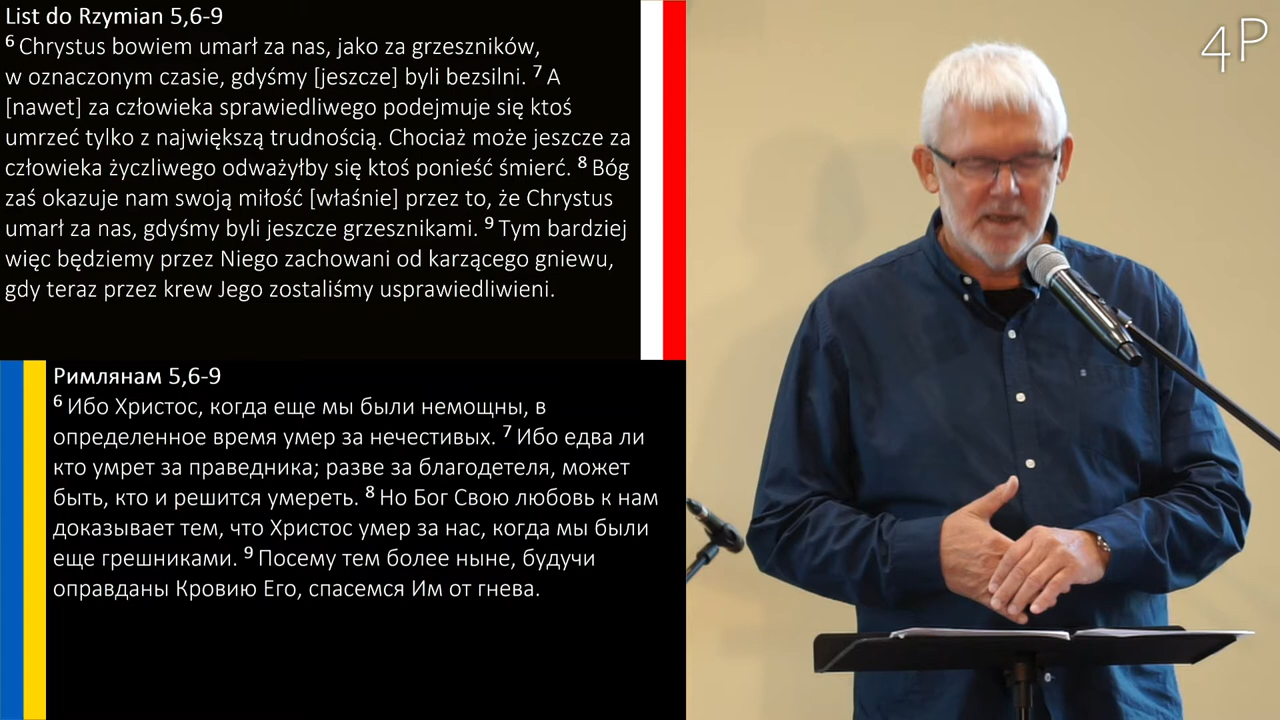 List do Rzymian 5,6-9
6 Chrystus bowiem umarł za nas, jako za grzeszników,
w oznaczonym czasie, gdyśmy [jeszcze] byli bezsilni. 7 A
[nawet] za człowieka sprawiedliwego podejmuje się ktoś
umrzeć tylko z największą trudnością. Chociaż może jeszcze za
człowieka życzliwego odważyłby się ktoś ponieść śmierć. 8 Bóg
zaś okazuje nam swoją miłość [właśnie] przez to, że Chrystus
umarł za nas, gdyśmy byli jeszcze grzesznikami. 9 Tym bardziej
więc będziemy przez Niego zachowani od karzącego gniewu,
gdy teraz przez krew Jego zostaliśmy usprawiedliwieni.
Римлянам 5,6-9
6 Ибо Христос, когда еще мы были немощны, в
определенное время умер за нечестивых. 7 Ибо едва ли
кто умрет за праведника; разве за благодетеля, может
быть, кто и решится умереть. 8 Но Бог Свою любовь к нам
доказывает тем, что Христос умер за нас, когда мы были
еще грешниками. 9 Посему тем более ныне, будучи
оправданы Кровию Его, спасемся Им от гнева.
4P